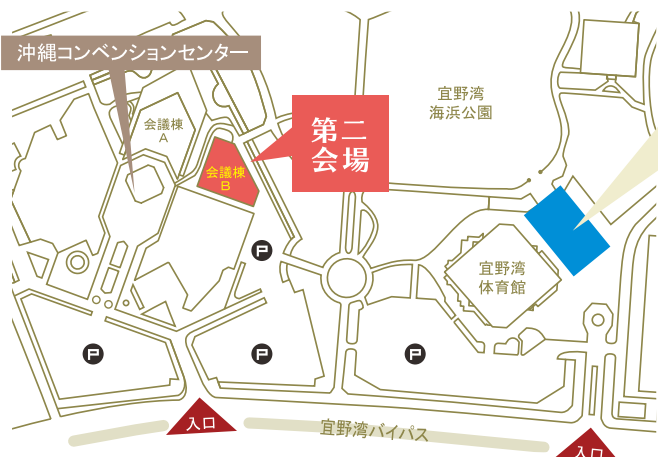 沖縄コンベンションセンター
会議棟
A
第二
会場
会議棟
B
宜野湾
海浜公園
P
宜野湾
体育館
P
P
P
入口
宜野湾バイパス
入口